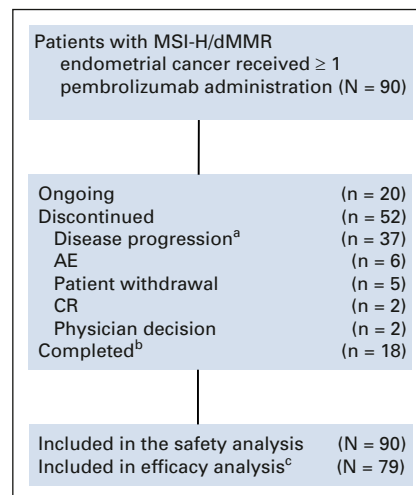 Patients with MSI-H/dMMR
endometrial cancer received ≥ 1
pembrolizumab administration (N = 90)
Ongoing (n = 20)
Discontinued (n = 52)
Disease progressionᵃ (n = 37)
AE (n = 6)
Patient withdrawal (n = 5)
CR (n = 2)
Physician decision (n = 2)
Completedᵇ (n = 18)
Included in the safety analysis (N = 90)
Included in efficacy analysisᶜ (N = 79)